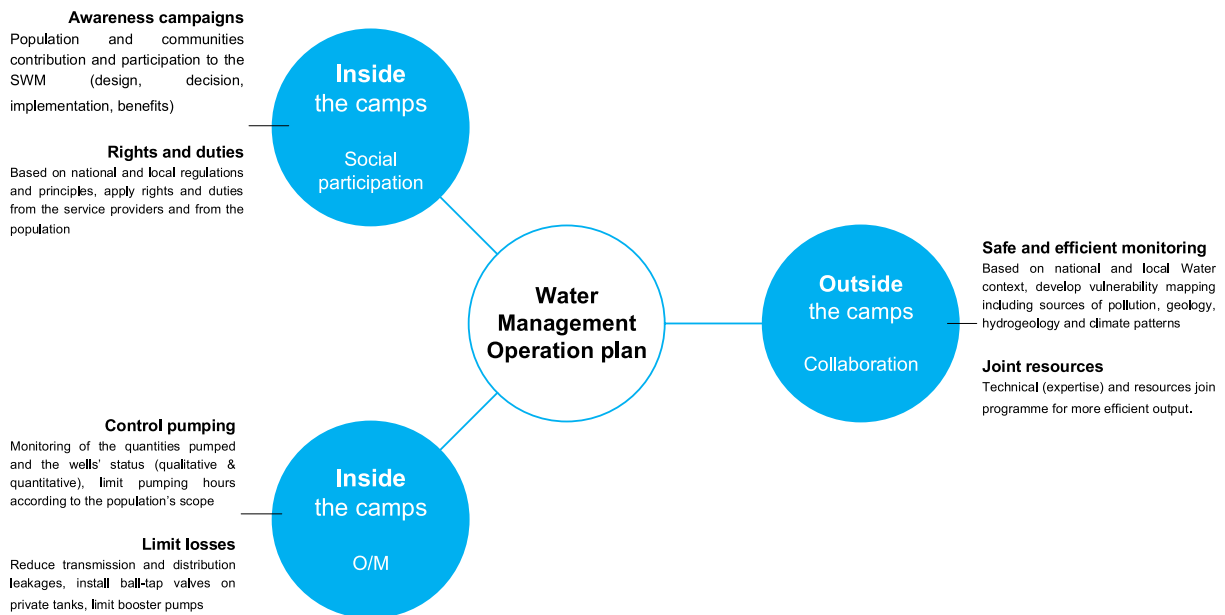 Awareness campaigns
Population and communities
contribution and participation to the
SWM (design, decision,
implementation, benefits)
Rights and duties
Based on national and local regulations
and principles, apply rights and duties
from the service providers and from the
population
Inside
the camps
Social
participation
Water
Management
Operation plan
Outside
the camps
Collaboration
Safe and efficient monitoring
Based on national and local Water
context, develop vulnerability mapping
including sources of pollution, geology,
hydrogeology and climate patterns
Joint resources
Technical (expertise) and resources join
programme for more efficient output.
Control pumping
Monitoring of the quantities pumped
and the wells' status (qualitative &
quantitative), limit pumping hours
according to the population's scope
Limit losses
Reduce transmission and distribution
leakages, install ball-tap valves on
private tanks, limit booster pumps
Inside
the camps
O/M